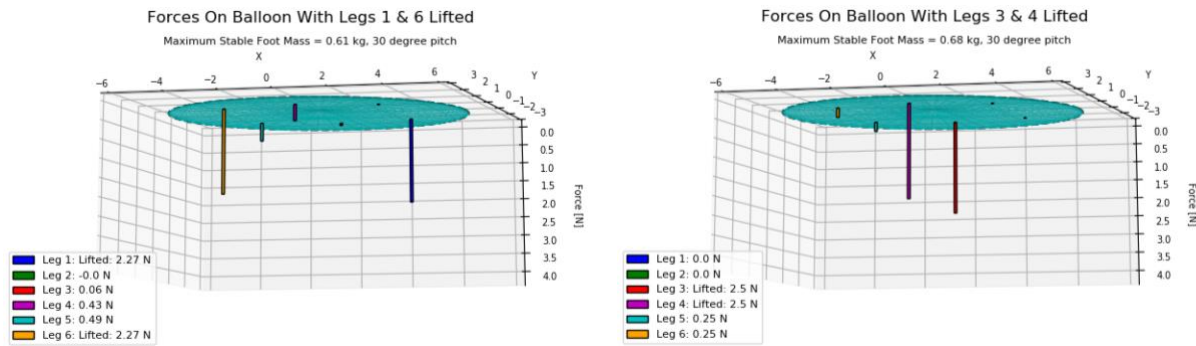 Forces On Balloon With Legs 1 & 6 Lifted
Maximum Stable Foot Mass = 0.61 kg, 30 degree pitch
X
−6 −4 −2 0 2 4 6
Y
3 2 1 0 −1 −2 −3
0.0
0.5
1.0
1.5
2.0
2.5
3.0
3.5
4.0
Force [N]
Leg 1: Lifted: 2.27 N
Leg 2: -0.0 N
Leg 3: 0.06 N
Leg 4: 0.43 N
Leg 5: 0.49 N
Leg 6: Lifted: 2.27 N
Forces On Balloon With Legs 3 & 4 Lifted
Maximum Stable Foot Mass = 0.68 kg, 30 degree pitch
X
−6 −4 −2 0 2 4 6
Y
3 2 1 0 −1 −2 −3
0.0
0.5
1.0
1.5
2.0
2.5
3.0
3.5
4.0
Force [N]
Leg 1: 0.0 N
Leg 2: 0.0 N
Leg 3: Lifted: 2.5 N
Leg 4: Lifted: 2.5 N
Leg 5: 0.25 N
Leg 6: 0.25 N